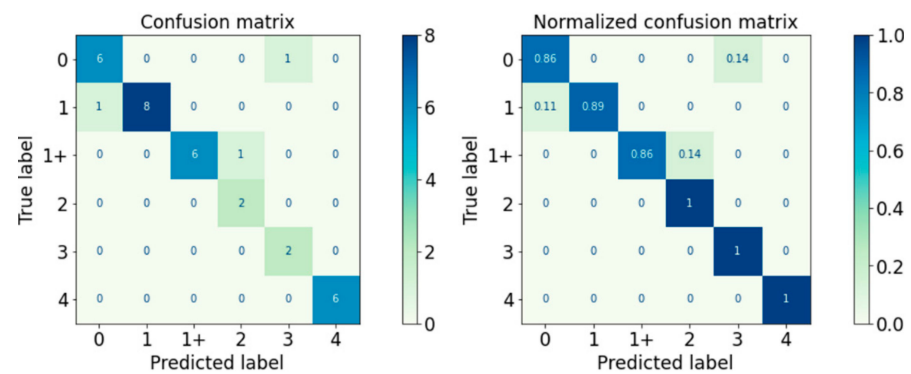 Confusion matrix
0 6 0 0 0 1 0
1 1 8 0 0 0 0
1+ 0 0 6 1 0 0
2 0 0 0 2 0 0
3 0 0 0 0 2 0
4 0 0 0 0 0 6
0 1 1+ 2 3 4
Predicted label
True label
8
6
4
2
0
Normalized confusion matrix
0 0.86 0 0 0 0.14 0
1 0.11 0.89 0 0 0 0
1+ 0 0 0.86 0.14 0 0
2 0 0 0 1 0 0
3 0 0 0 0 1 0
4 0 0 0 0 0 1
0 1 1+ 2 3 4
Predicted label
True label
1.0
0.8
0.6
0.4
0.2
0.0